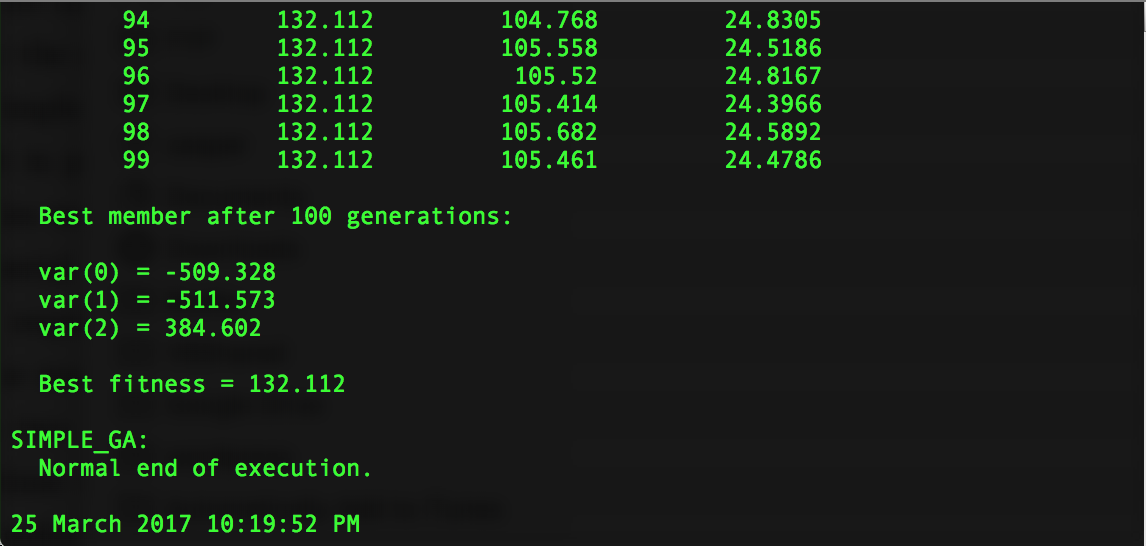 94 132.112 104.768 24.8305
95 132.112 105.558 24.5186
96 132.112 105.52 24.8167
97 132.112 105.414 24.3966
98 132.112 105.682 24.5892
99 132.112 105.461 24.4786
Best member after 100 generations:
var(0) = -509.328
var(1) = -511.573
var(2) = 384.602
Best fitness = 132.112
SIMPLE_GA:
Normal end of execution.
25 March 2017 10:19:52 PM